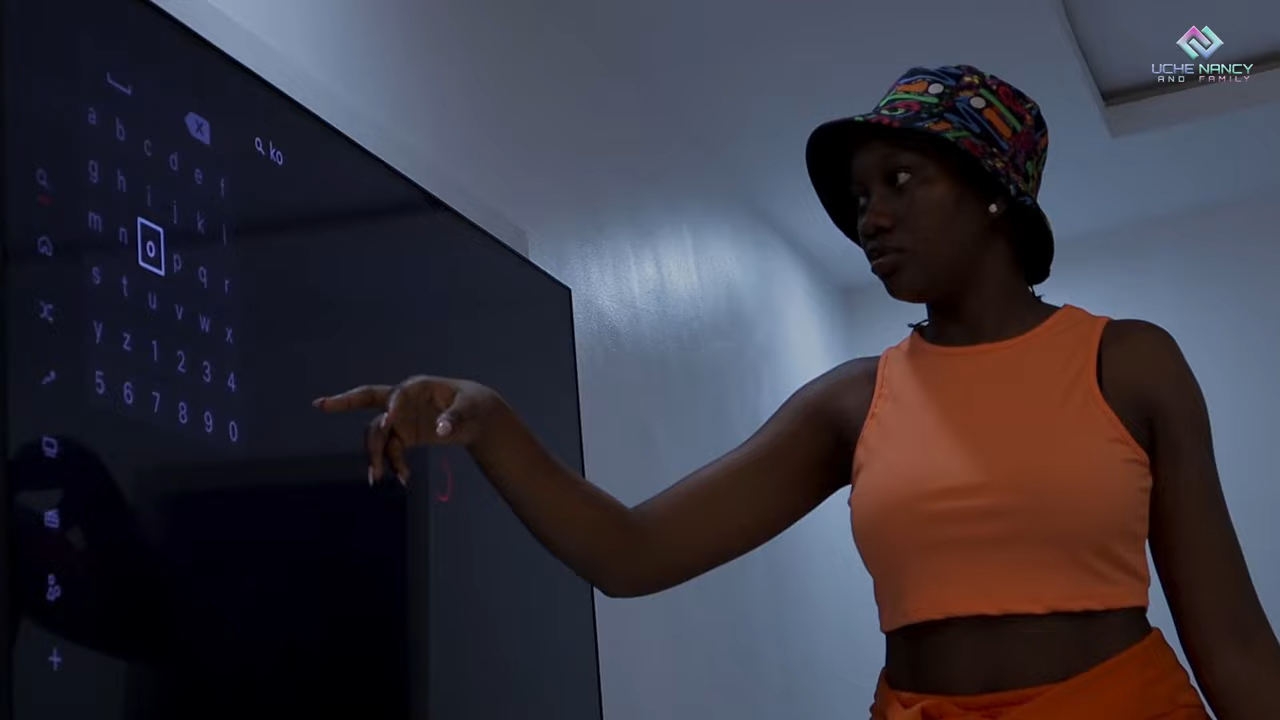 a b c d e f
g h i j k l
m n o p q r
s t u v w x
y z 1 2 3 4
5 6 7 8 9 0
ko
UCHE NANCY
AND FAMILY